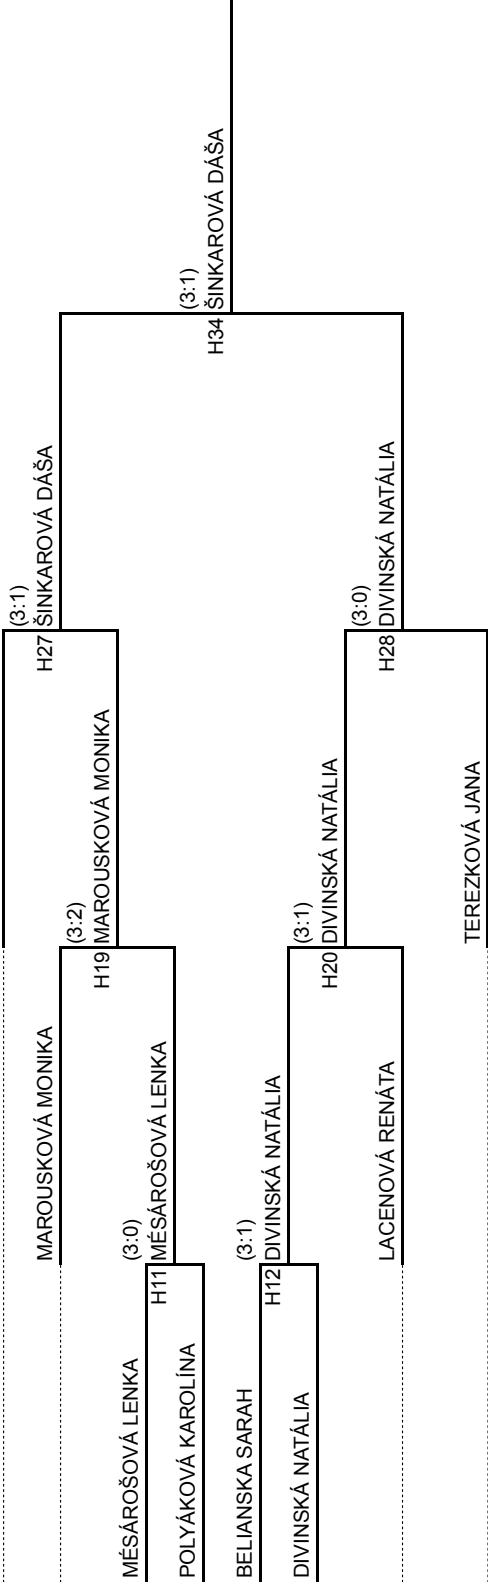 MÉSÁROŠOVÁ LENKA
POLYÁKOVÁ KAROLÍNA
BELIANSKA SARAH
DIVINSKÁ NATÁLIA
MAROUSKOVÁ MONIKA
(3:0)
H11 MÉSÁROŠOVÁ LENKA
(3:1)
H12 DIVINSKÁ NATÁLIA
LACENOVÁ RENÁTA
(3:2)
H19 MAROUSKOVÁ MONIKA
(3:1)
H20 DIVINSKÁ NATÁLIA
TEREZKOVÁ JANA
(3:1)
H27 ŠINKAROVÁ DÁŠA
(3:0)
H28 DIVINSKÁ NATÁLIA
(3:1)
H34 ŠINKAROVÁ DÁŠA